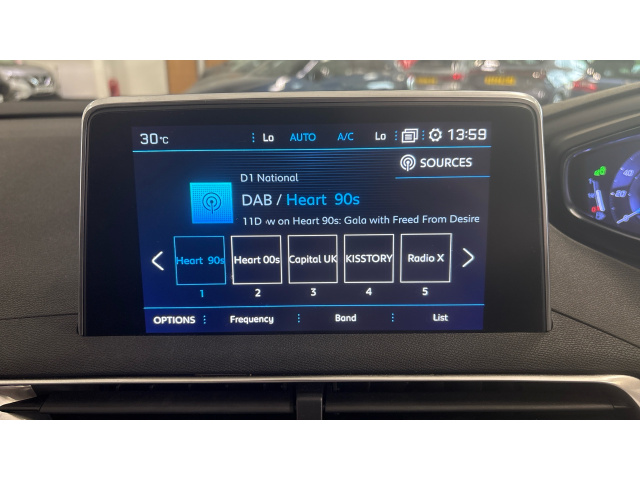 30°C : Lo AUTO A/C Lo : : 13:59
SOURCES
D1 National
DAB / Heart 90s
11D ow on Heart 90s: Gala with Freed From Desire
Heart 90s Heart 00s Capital UK KISSTORY Radio X
1 2 3 4 5
OPTIONS : Frequency : Band : List